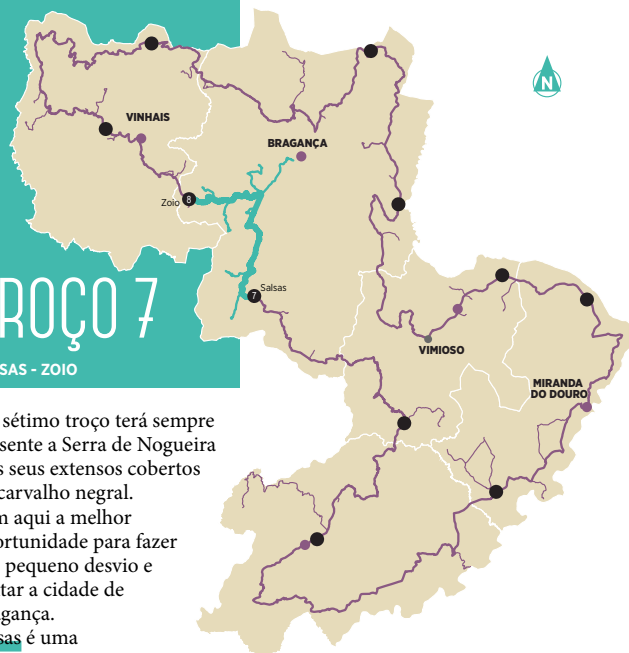 N
VINHAIS
BRAGANÇA
Zoio 8
7 Salsas
VIMIOSO
MIRANDA
DO DOURO
ROÇO 7
SAS - ZOIO
sétimo troço terá sempre
sente a Serra de Nogueira
s seus extensos cobertos
carvalho negral.
m aqui a melhor
ortunidade para fazer
pequeno desvio e
tar a cidade de
gança.
sas é uma